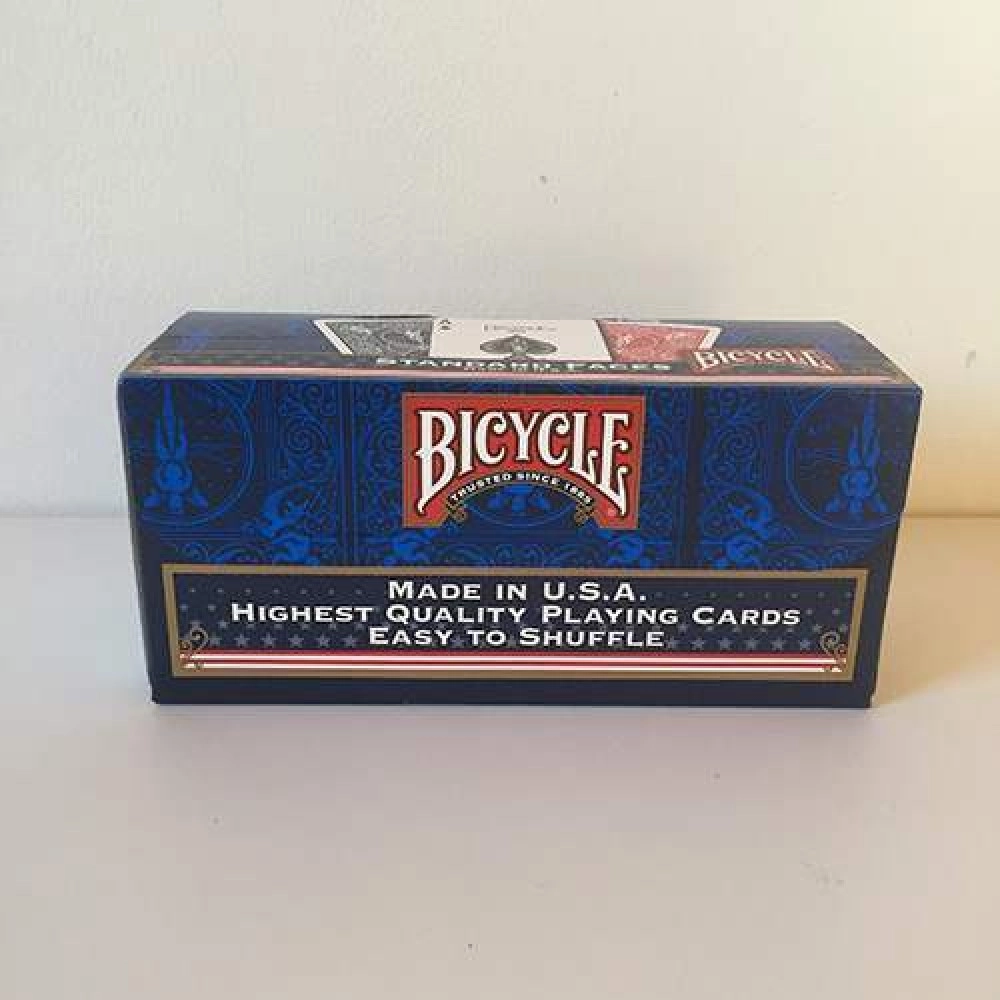 A
STANDARD FACES
BICYCLE
BICYCLE
TRUSTED SINCE 1885
®
MADE IN U.S.A.
HIGHEST QUALITY PLAYING CARDS
EASY TO SHUFFLE